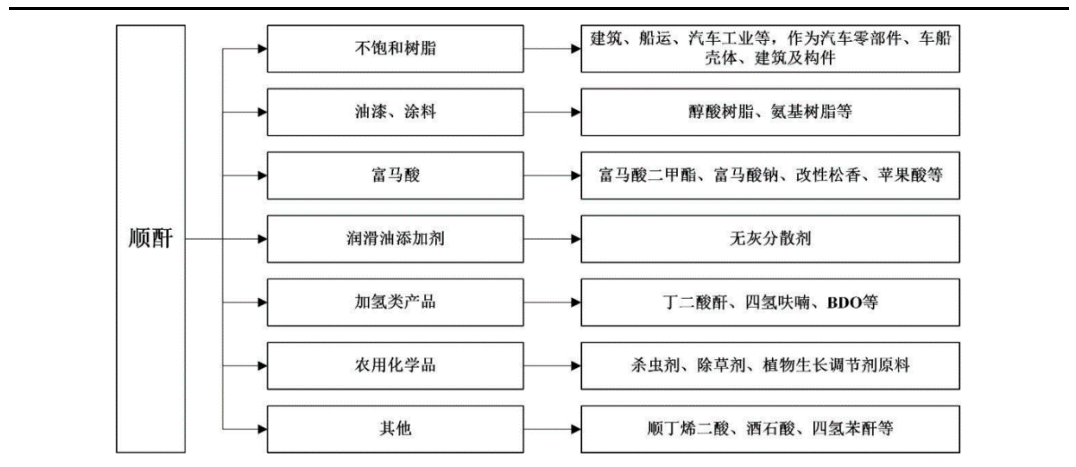 顺酐
不饱和树脂
建筑、船运、汽车工业等，作为汽车零部件、车船
壳体、建筑及构件
油漆、涂料
醇酸树脂、氨基树脂等
富马酸
富马酸二甲酯、富马酸钠、改性松香、苹果酸等
润滑油添加剂
无灰分散剂
加氢类产品
丁二酸酐、四氢呋喃、BDO等
农用化学品
杀虫剂、除草剂、植物生长调节剂原料
其他
顺丁烯二酸、酒石酸、四氢苯酐等